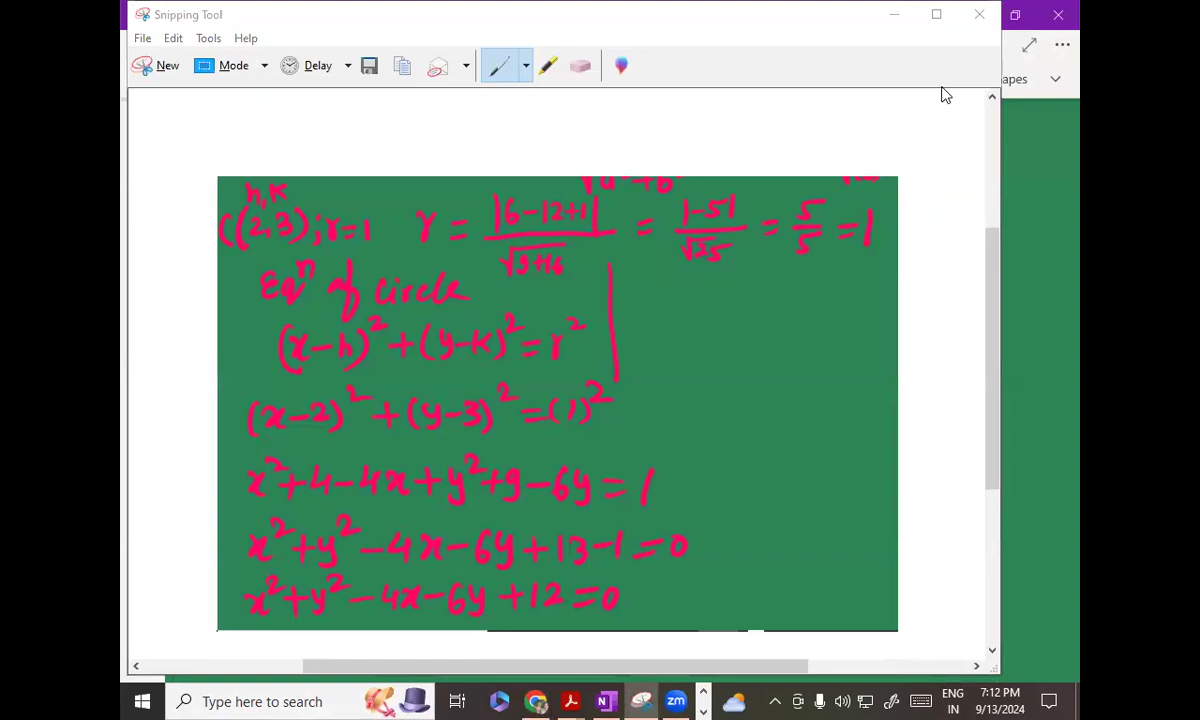 Snipping Tool
File Edit Tools Help
New Mode Delay
apes
h,k
C(2,3); r=1 r = |6-12+1| / √9+16 = |-5| / √25 = 5/5 = 1
Eqⁿ of circle
(x-h)² + (y-k)² = r²
(x-2)² + (y-3)² = (1)²
x²+4-4x+y²+9-6y = 1
x²+y²-4x-6y+13-1=0
x²+y²-4x-6y+12=0
Type here to search
ENG
IN
7:12 PM
9/13/2024